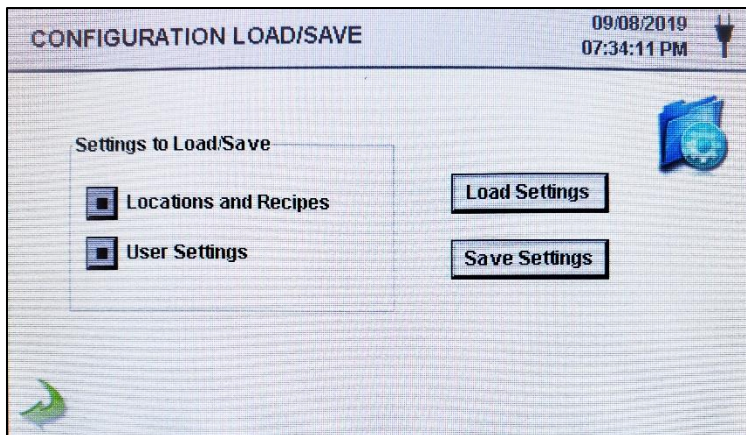 CONFIGURATION LOAD/SAVE
09/08/2019
07:34:11 PM
Settings to Load/Save
Locations and Recipes
User Settings
Load Settings
Save Settings